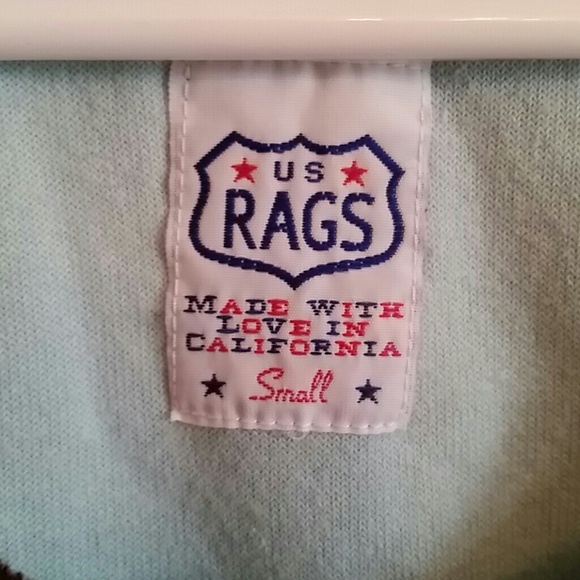 US
RAGS
MADE WITH
LOVE IN
CALIFORNIA
Small